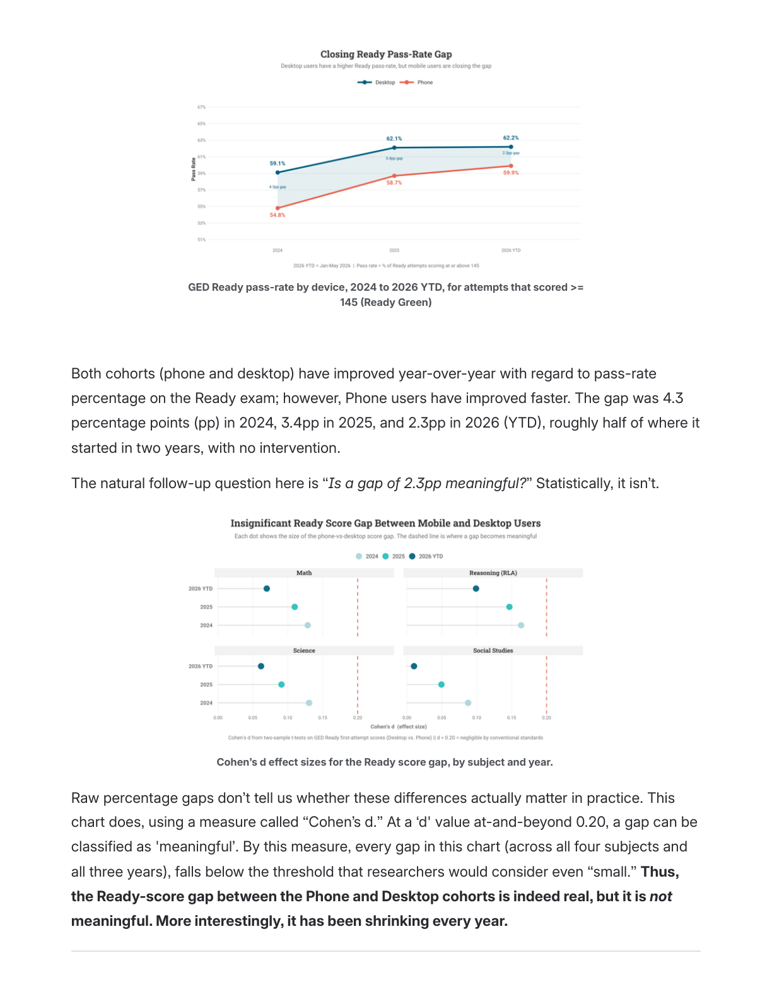 Closing Ready Pass-Rate Gap
Desktop users have a higher Ready pass-rate, but mobile users are closing the gap
Desktop Phone
67%
65%
63%
61%
59%
57%
55%
53%
51%
Pass Rate
59.1%
62.1%
62.2%
4.3pp gap
3.4pp gap
2.3pp gap
54.8%
58.7%
59.9%
2024 2025 2026 YTD
2026 YTD = Jan-May 2026 | Pass rate = % of Ready attempts scoring at or above 145
GED Ready pass-rate by device, 2024 to 2026 YTD, for attempts that scored >=
145 (Ready Green)
Both cohorts (phone and desktop) have improved year-over-year with regard to pass-rate
percentage on the Ready exam; however, Phone users have improved faster. The gap was 4.3
percentage points (pp) in 2024, 3.4pp in 2025, and 2.3pp in 2026 (YTD), roughly half of where it
started in two years, with no intervention.
The natural follow-up question here is “Is a gap of 2.3pp meaningful?” Statistically, it isn’t.
Insignificant Ready Score Gap Between Mobile and Desktop Users
Each dot shows the size of the phone-vs-desktop score gap. The dashed line is where a gap becomes meaningful
2024 2025 2026 YTD
Math Reasoning (RLA)
2026 YTD
2025
2024
Science Social Studies
2026 YTD
2025
2024
0.00 0.05 0.10 0.15 0.20 0.00 0.05 0.10 0.15 0.20
Cohen's d (effect size)
Cohen's d from two-sample t-tests on GED Ready first-attempt scores (Desktop vs. Phone) || d < 0.20 = negligible by conventional standards
Cohen’s d effect sizes for the Ready score gap, by subject and year.
Raw percentage gaps don’t tell us whether these differences actually matter in practice. This
chart does, using a measure called “Cohen’s d.” At a ‘d' value at-and-beyond 0.20, a gap can be
classified as 'meaningful’. By this measure, every gap in this chart (across all four subjects and
all three years), falls below the threshold that researchers would consider even “small.” Thus,
the Ready-score gap between the Phone and Desktop cohorts is indeed real, but it is not
meaningful. More interestingly, it has been shrinking every year.